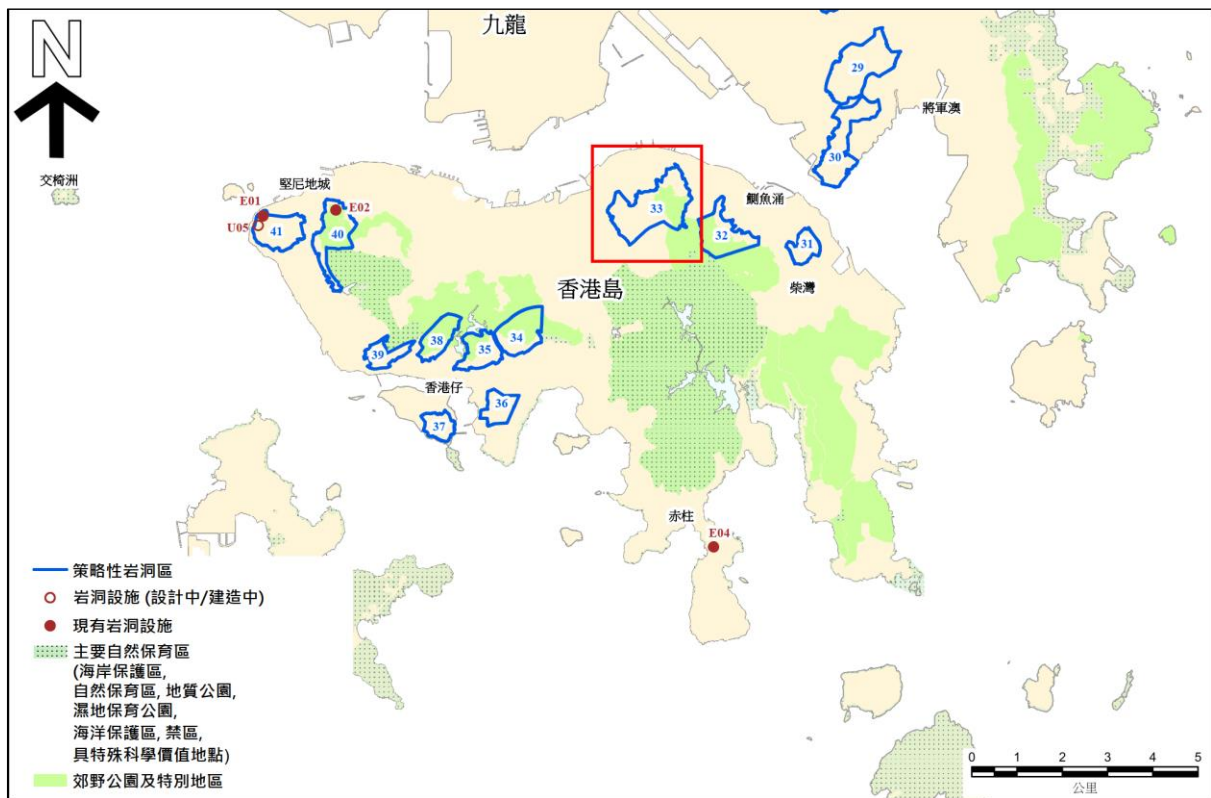 N
九龍
29
將軍澳
30
交椅洲
堅尼地城
E01
E02
U05
41
40
33
鰂魚涌
32
31
香港島
柴灣
39
38
35
34
香港仔
37
36
赤柱
E04
策略性岩洞區
岩洞設施 (設計中/建造中)
現有岩洞設施
主要自然保育區
(海岸保護區,
自然保育區, 地質公園,
濕地保育公園,
海洋保護區, 禁區,
具特殊科學價值地點)
郊野公園及特別地區
0 1 2 3 4 5
公里